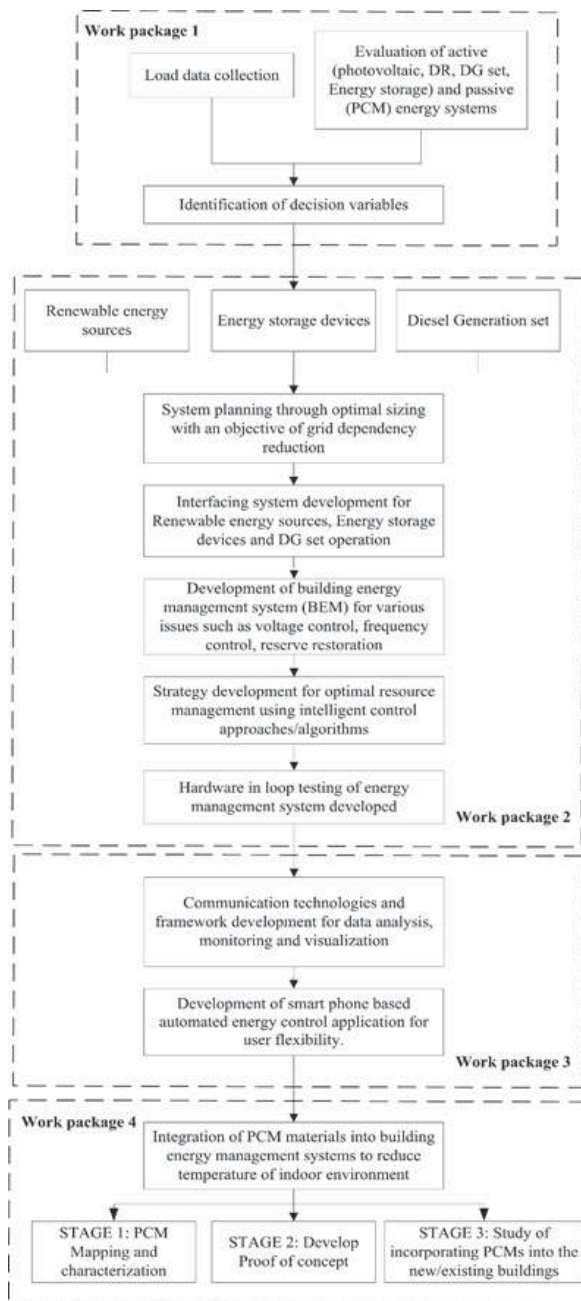 Work package 1
Load data collection
Evaluation of active
(photovoltaic, DR, DG set,
Energy storage) and passive
(PCM) energy systems
Identification of decision variables
Renewable energy
sources
Energy storage devices
Diesel Generation set
System planning through optimal sizing
with an objective of grid dependency
reduction
Interfacing system development for
Renewable energy sources, Energy storage
devices and DG set operation
Development of building energy
management system (BEM) for various
issues such as voltage control, frequency
control, reserve restoration
Strategy development for optimal resource
management using intelligent control
approaches/algorithms
Hardware in loop testing of energy
management system developed
Work package 2
Communication technologies and
framework development for data analysis,
monitoring and visualization
Development of smart phone based
automated energy control application for
user flexibility.
Work package 3
Work package 4
Integration of PCM materials into building
energy management systems to reduce
temperature of indoor environment
STAGE 1: PCM
Mapping and
characterization
STAGE 2: Develop
Proof of concept
STAGE 3: Study of
incorporating PCMs into the
new/existing buildings